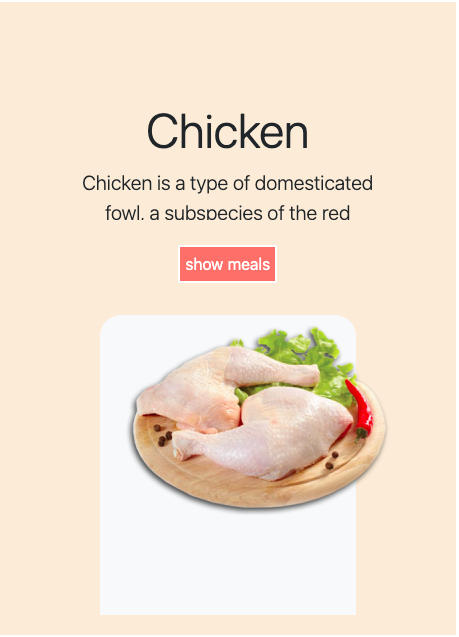 Chicken
Chicken is a type of domesticated
fowl, a subspecies of the red
show meals